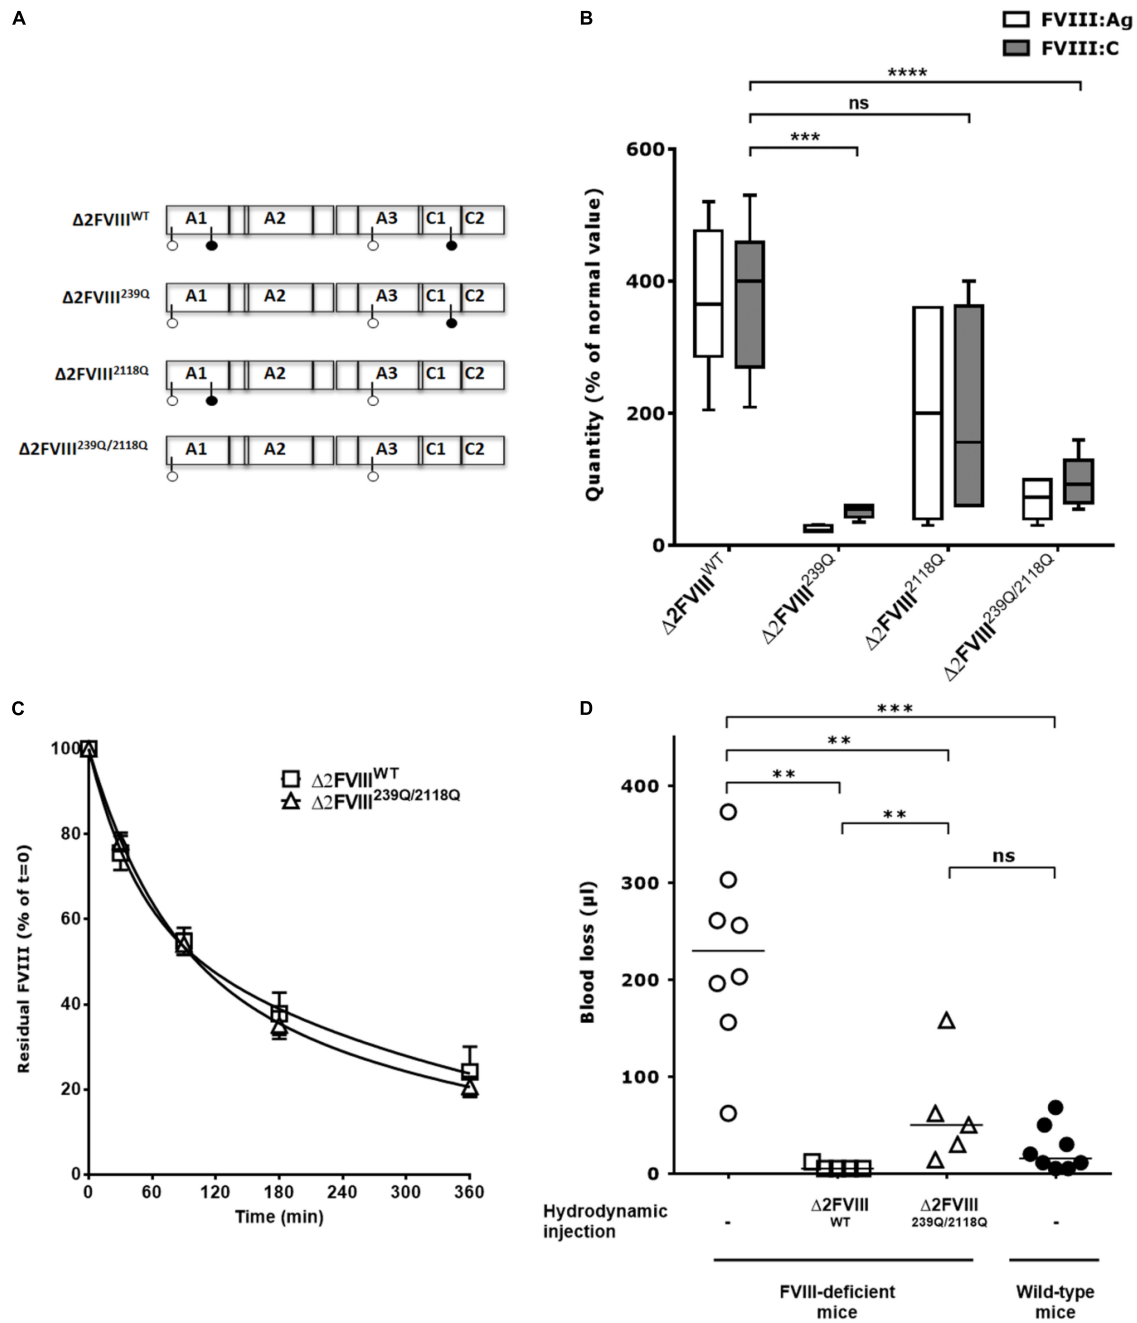 A
Δ2FVIII^WT
A1 A2 A3 C1 C2
Δ2FVIII^239Q
A1 A2 A3 C1 C2
Δ2FVIII^2118Q
A1 A2 A3 C1 C2
Δ2FVIII^239Q/2118Q
A1 A2 A3 C1 C2
B
FVIII:Ag
FVIII:C
****
ns
***
600
400
200
0
Quantity (% of normal value)
Δ2FVIII^WT
Δ2FVIII^239Q
Δ2FVIII^2118Q
Δ2FVIII^239Q/2118Q
C
Δ2FVIII^WT
Δ2FVIII^239Q/2118Q
100
80
60
40
20
0
Residual FVIII (% of t=0)
0 60 120 180 240 300 360
Time (min)
D
***
**
**
**
ns
400
300
200
100
0
Blood loss (µl)
Hydrodynamic
injection
-
Δ2FVIII
WT
Δ2FVIII
239Q/2118Q
-
FVIII-deficient
mice
Wild-type
mice